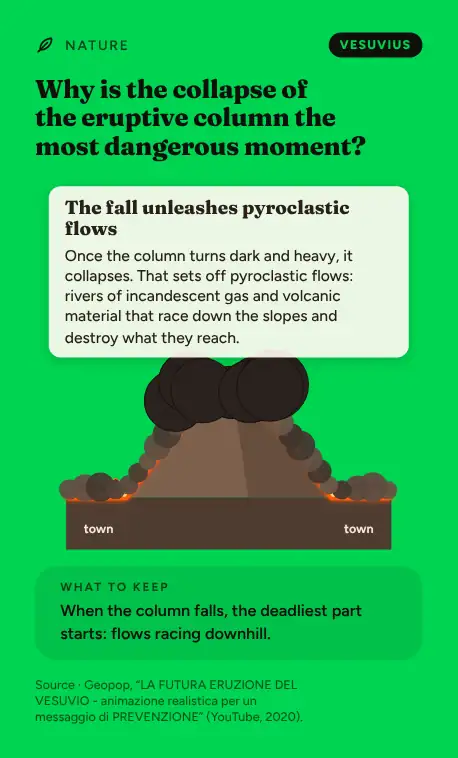 NATURE
VESUVIUS
Why is the collapse of
the eruptive column the
most dangerous moment?
The fall unleashes pyroclastic
flows
Once the column turns dark and heavy, it
collapses. That sets off pyroclastic flows:
rivers of incandescent gas and volcanic
material that race down the slopes and
destroy what they reach.
town
town
WHAT TO KEEP
When the column falls, the deadliest part
starts: flows racing downhill.
Source · Geopop, “LA FUTURA ERUZIONE DEL
VESUVIO - animazione realistica per un
messaggio di PREVENZIONE” (YouTube, 2020).